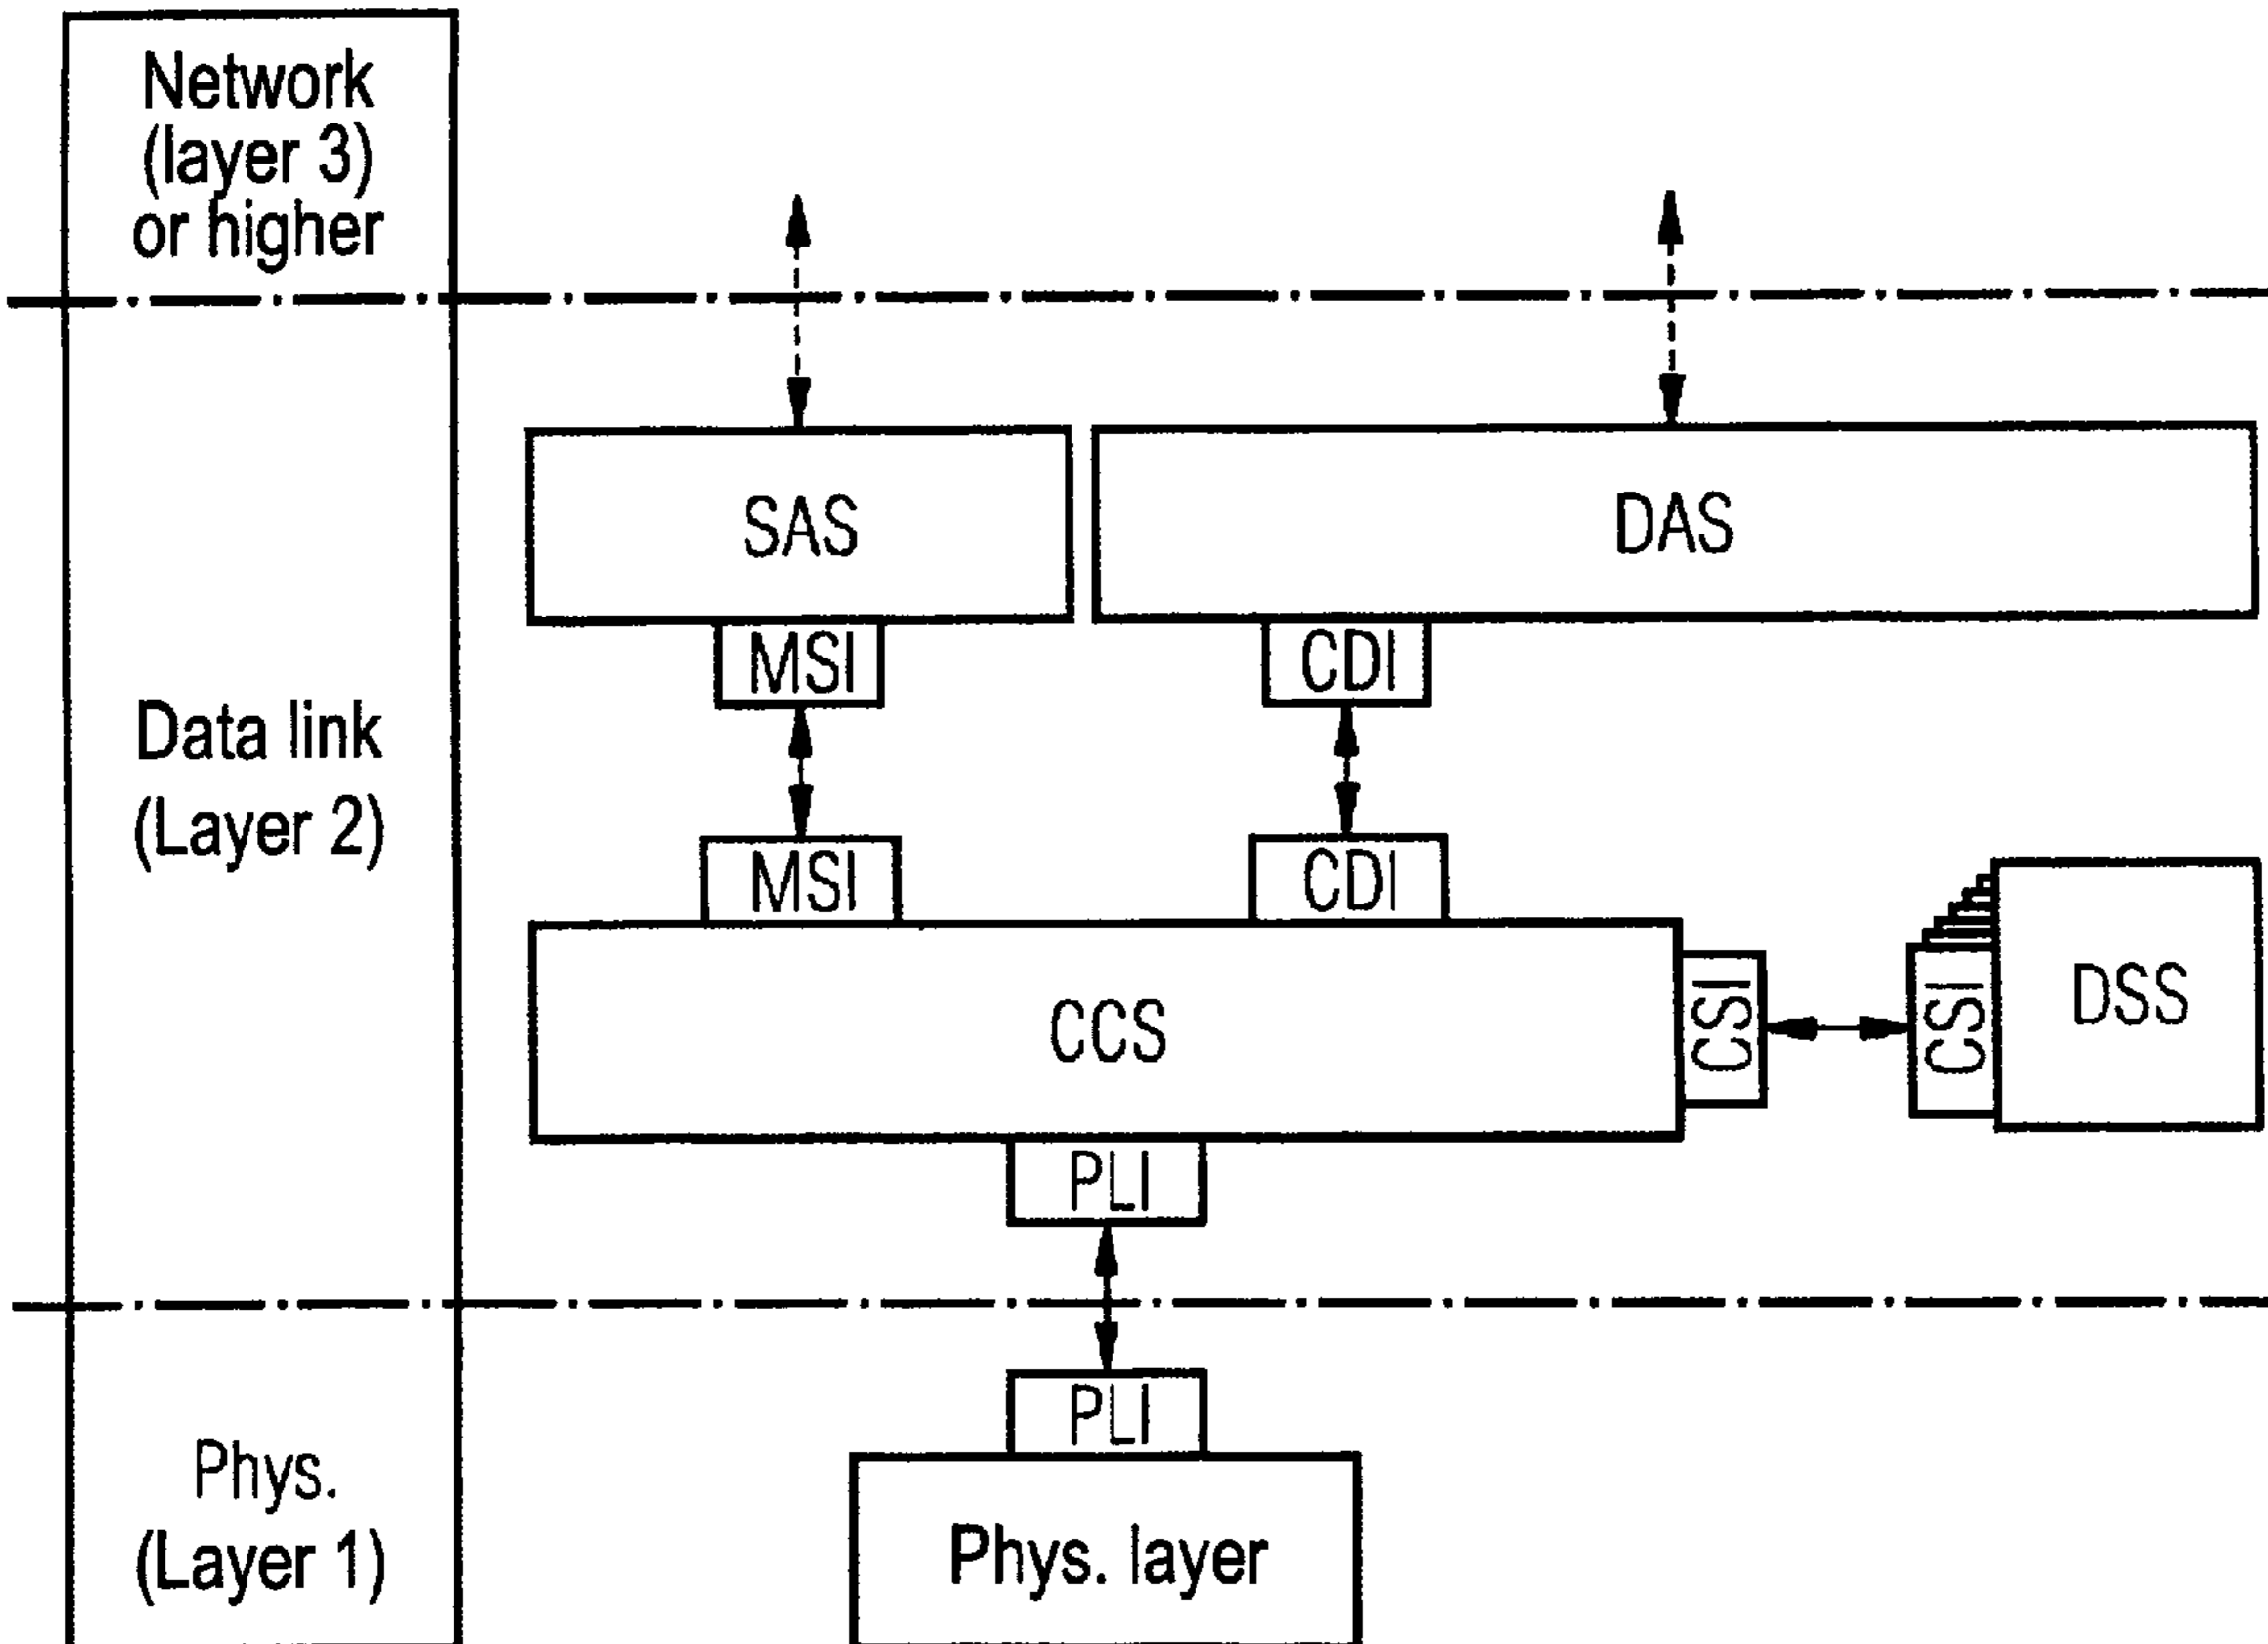 Network
(layer 3)
or higher
SAS
DAS
MSI
CDI
Data link
(Layer 2)
MSI
CDI
CCS
CSI
CSI
DSS
PLI
PLI
Phys.
(Layer 1)
Phys. layer